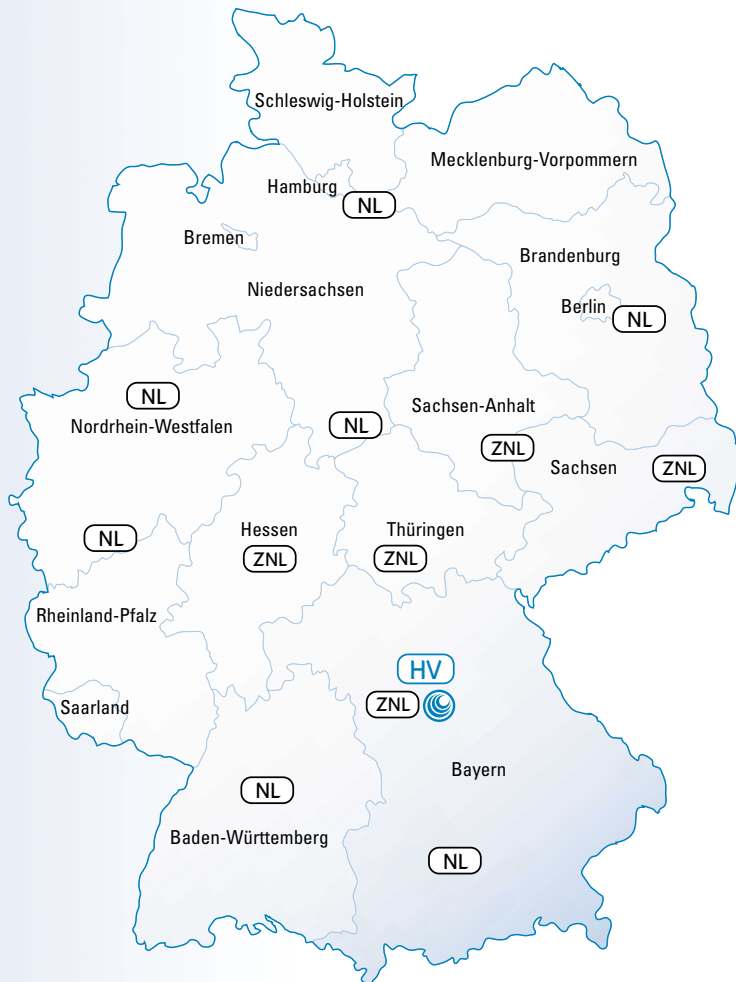 Schleswig-Holstein
Mecklenburg-Vorpommern
Hamburg
NL
Bremen
Brandenburg
Niedersachsen
Berlin
NL
NL
Nordrhein-Westfalen
Sachsen-Anhalt
NL
ZNL
Sachsen
ZNL
NL
Hessen
ZNL
Thüringen
ZNL
Rheinland-Pfalz
HV
ZNL
Saarland
Bayern
NL
Baden-Württemberg
NL